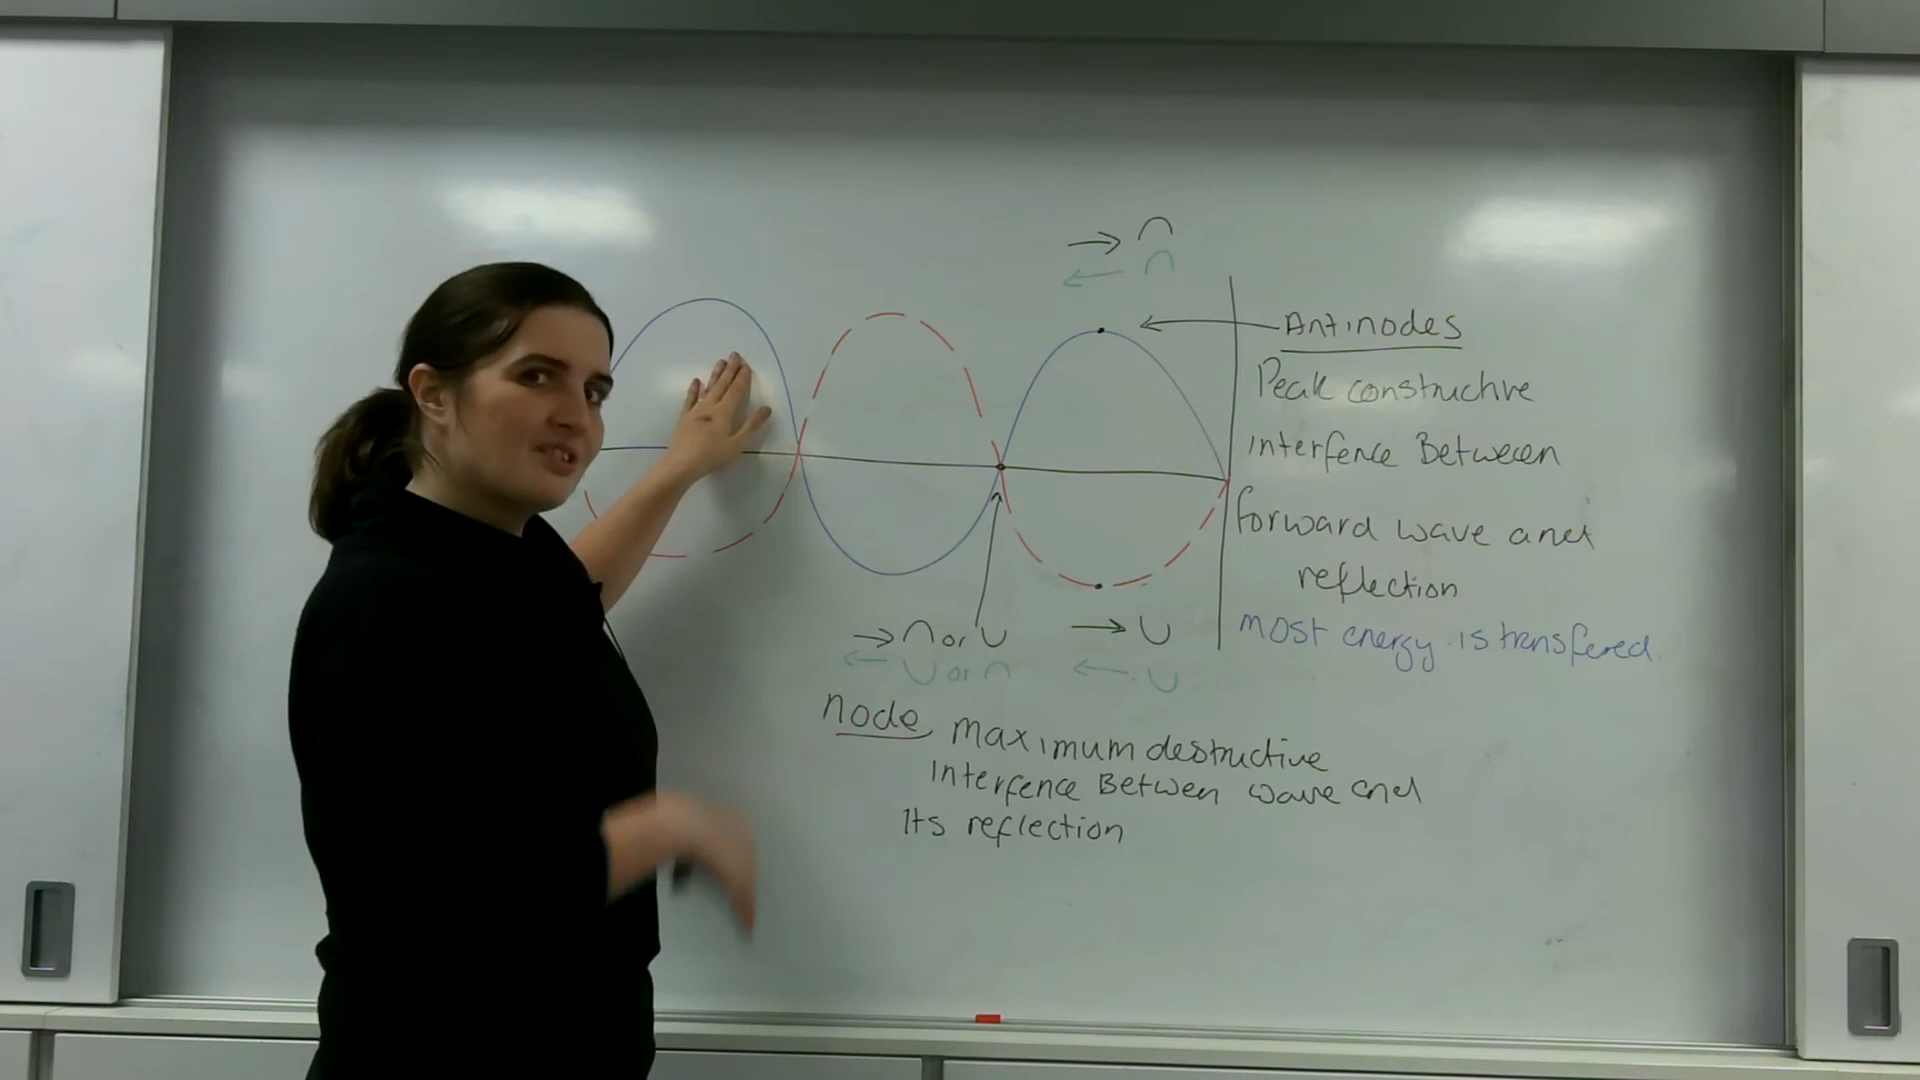 Antinodes
Peak constructive
interfence Between
forward wave and
reflection
most energy is transfered
→ ∩ or ∪
← ∪ or ∩
node maximum destructive
Interfence Between wave and
Its reflection